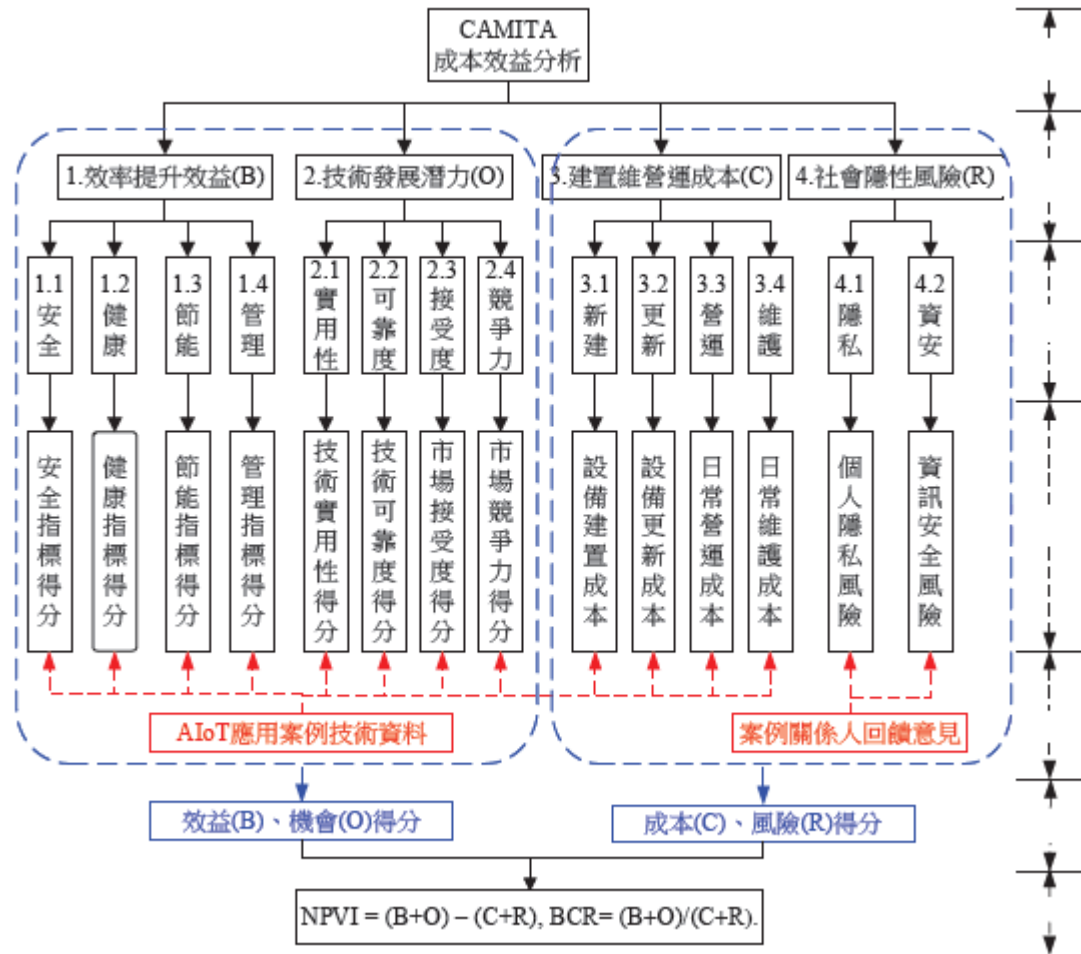 CAMITA
成本效益分析
1.效率提升效益(B)
2.技術發展潛力(O)
3.建置維營運成本(C)
4.社會隱性風險(R)
1.1
安全
1.2
健康
1.3
節能
1.4
管理
2.1
實用性
2.2
可靠度
2.3
接受度
2.4
競爭力
3.1
新建
3.2
更新
3.3
營運
3.4
維護
4.1
隱私
4.2
資安
安全指標得分
健康指標得分
節能指標得分
管理指標得分
技術實用性得分
技術可靠度得分
市場接受度得分
市場競爭力得分
設備建置成本
設備更新成本
日常營運成本
日常維護成本
個人隱私風險
資訊安全風險
AIoT應用案例技術資料
案例關係人回饋意見
效益(B)、機會(O)得分
成本(C)、風險(R)得分
NPVI = (B+O) – (C+R), BCR= (B+O)/(C+R).